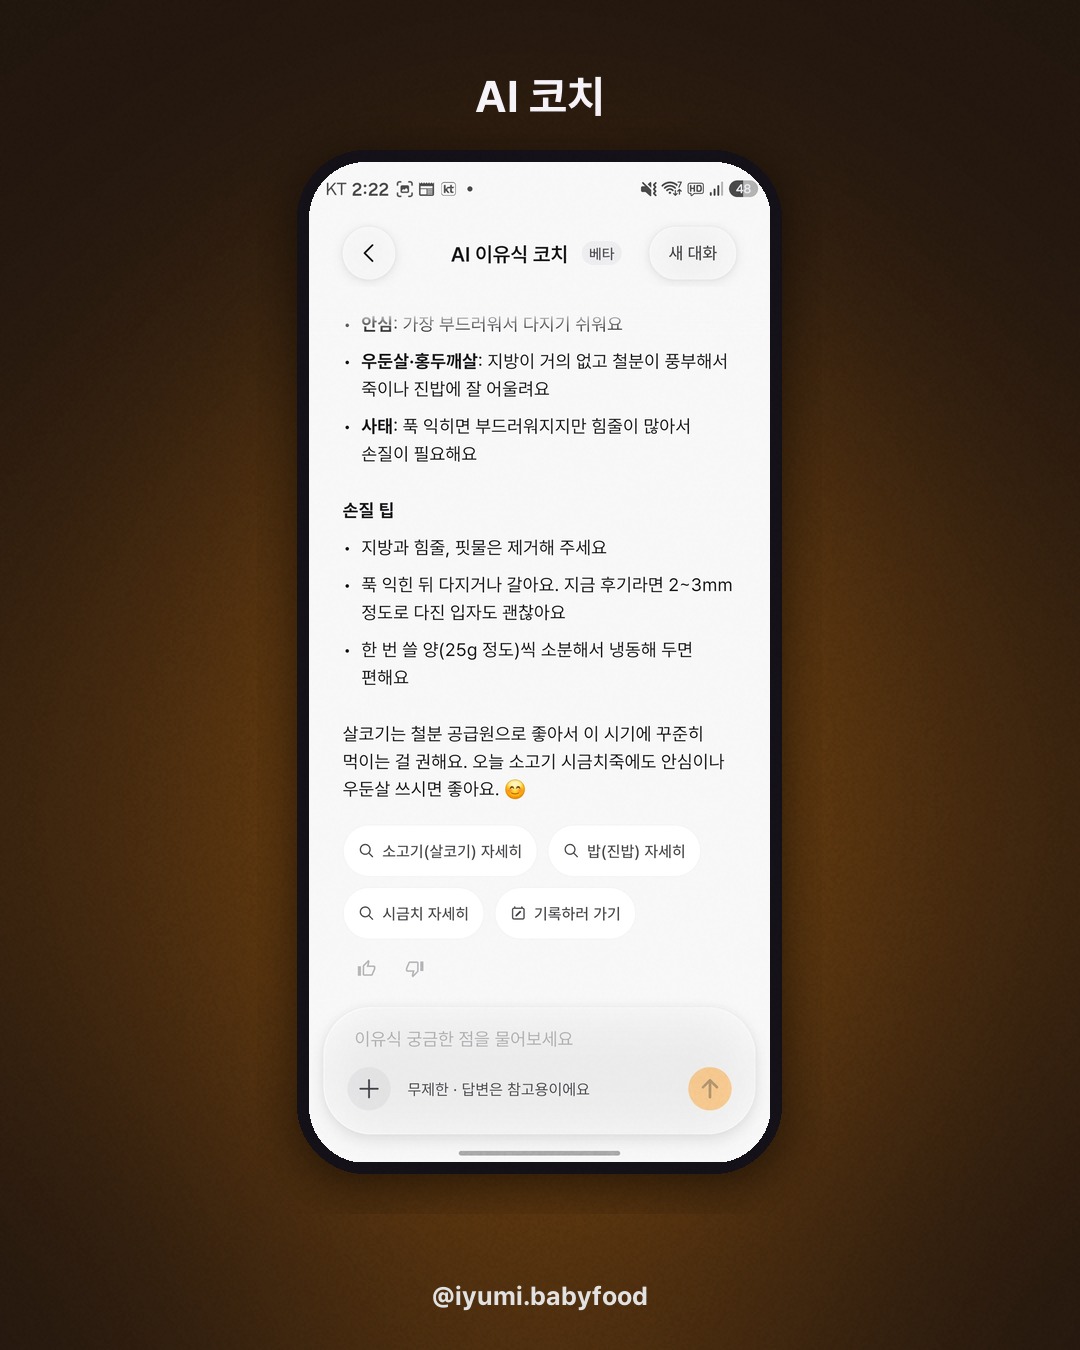 AI 코치
KT 2:22 kt HD 48
AI 이유식 코치 베타 새 대화
• 안심: 가장 부드러워서 다지기 쉬워요
• 우둔살·홍두깨살: 지방이 거의 없고 철분이 풍부해서
죽이나 진밥에 잘 어울려요
• 사태: 푹 익히면 부드러워지지만 힘줄이 많아서
손질이 필요해요
손질 팁
• 지방과 힘줄, 핏물은 제거해 주세요
• 푹 익힌 뒤 다지거나 갈아요. 지금 후기라면 2~3mm
정도로 다진 입자도 괜찮아요
• 한 번 쓸 양(25g 정도)씩 소분해서 냉동해 두면
편해요
살코기는 철분 공급원으로 좋아서 이 시기에 꾸준히
먹이는 걸 권해요. 오늘 소고기 시금치죽에도 안심이나
우둔살 쓰시면 좋아요. 😊
소고기(살코기) 자세히 밥(진밥) 자세히
시금치 자세히 기록하러 가기
이유식 궁금한 점을 물어보세요
무제한 · 답변은 참고용이에요
@iyumi.babyfood